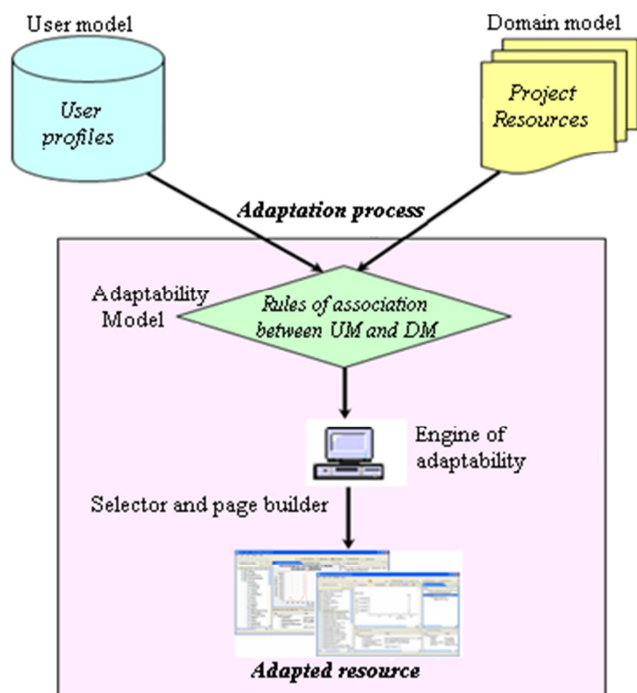 User model
Domain model
User
profiles
Project
Resources
Adaptation process
Adaptability
Model
Rules of association
between UM and DM
Engine of
adaptability
Selector and page builder
Adapted resource